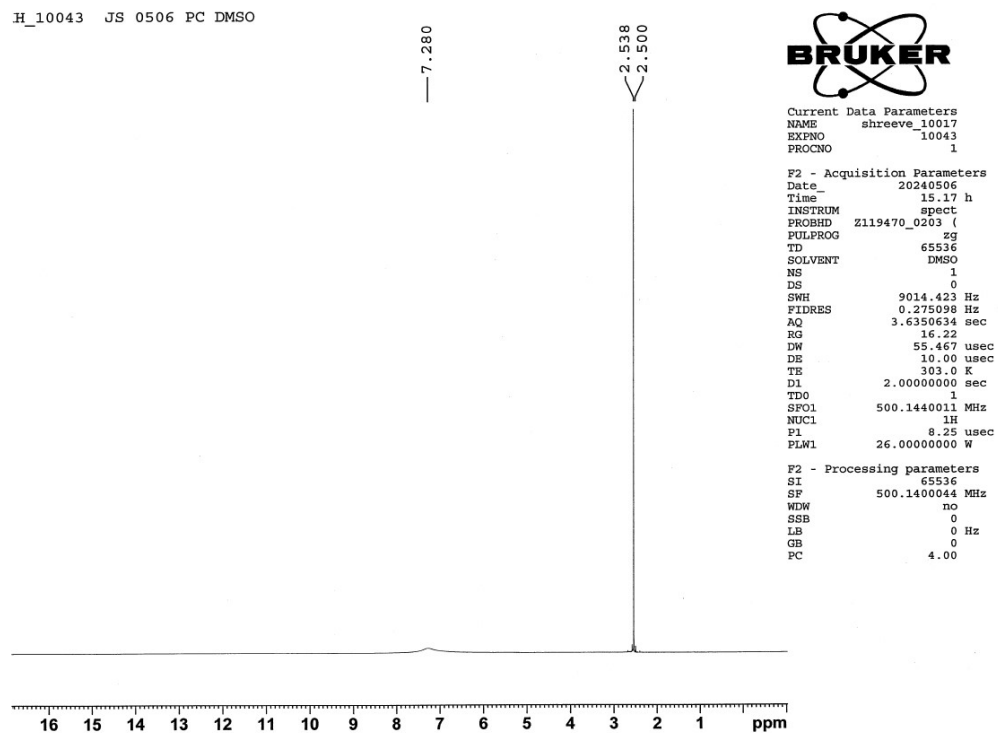 H_10043 JS 0506 PC DMSO
7.280
2.538
2.500
BRUKER
Current Data Parameters
NAME shreeve_10017
EXPNO 10043
PROCNO 1
F2 - Acquisition Parameters
Date_ 20240506
Time 15.17 h
INSTRUM spect
PROBHD Z119470_0203 (
PULPROG zg
TD 65536
SOLVENT DMSO
NS 1
DS 0
SWH 9014.423 Hz
FIDRES 0.275098 Hz
AQ 3.6350634 sec
RG 16.22
DW 55.467 usec
DE 10.00 usec
TE 303.0 K
D1 2.00000000 sec
TD0 1
SFO1 500.1440011 MHz
NUC1 1H
P1 8.25 usec
PLW1 26.00000000 W
F2 - Processing parameters
SI 65536
SF 500.1400044 MHz
WDW no
SSB 0
LB 0 Hz
GB 0
PC 4.00
16 15 14 13 12 11 10 9 8 7 6 5 4 3 2 1 ppm